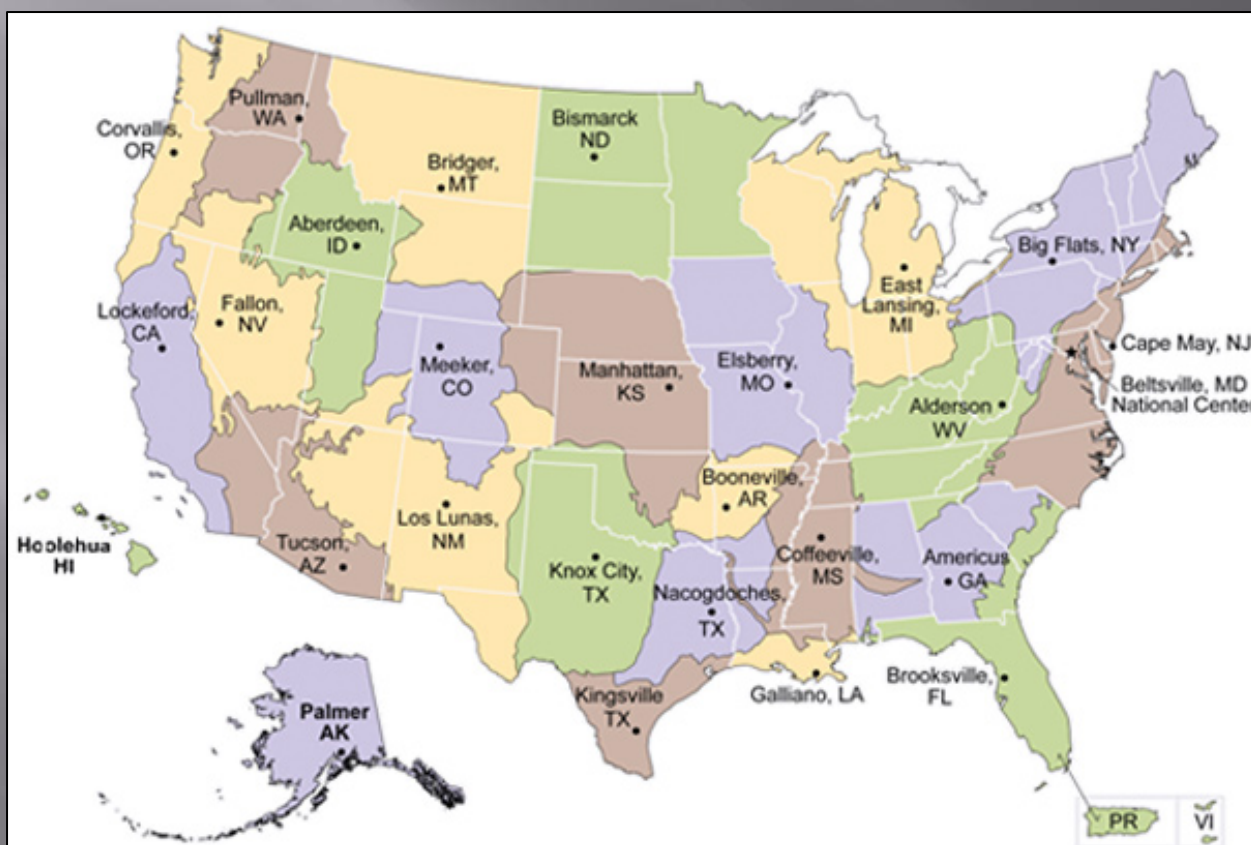 Pullman,
WA
Corvallis,
OR
Bridger,
MT
Bismarck
ND
Aberdeen,
ID
Big Flats, NY
East
Lansing,
MI
Lockeford,
CA
Fallon,
NV
Meeker,
CO
Manhattan,
KS
Elsberry,
MO
Cape May, NJ
Beltsville, MD
National Center
Alderson
WV
Booneville,
AR
Los Lunas,
NM
Tucson,
AZ
Hoolehua
HI
Knox City,
TX
Nacogdoches,
TX
Coffeeville,
MS
Americus
GA
Kingsville
TX
Galliano, LA
Brooksville,
FL
Palmer
AK
PR
VI